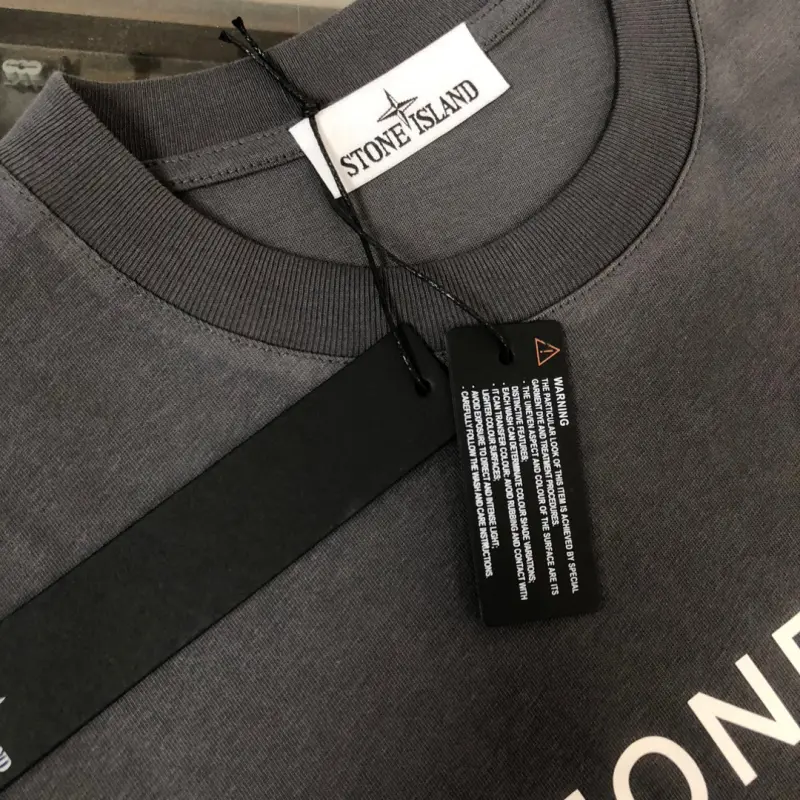 STONE ISLAND
WARNING
THE PARTICULAR LOOK OF THIS ITEM IS ACHIEVED BY SPECIAL
GARMENT DYE AND TREATMENT PROCEDURES.
· THE UNEVEN ASPECT AND COLOUR OF THE SURFACE ARE ITS
DISTINCTIVE FEATURES;
· EACH WASH CAN DETERMINATE COLOUR SHADE VARIATIONS;
· IT CAN TRANSFER COLOUR: AVOID RUBBING AND CONTACT WITH
LIGHTER COLOUR SURFACES;
· AVOID EXPOSURE TO DIRECT AND INTENSE LIGHT;
· CAREFULLY FOLLOW THE WASH AND CARE INSTRUCTIONS.
TONE